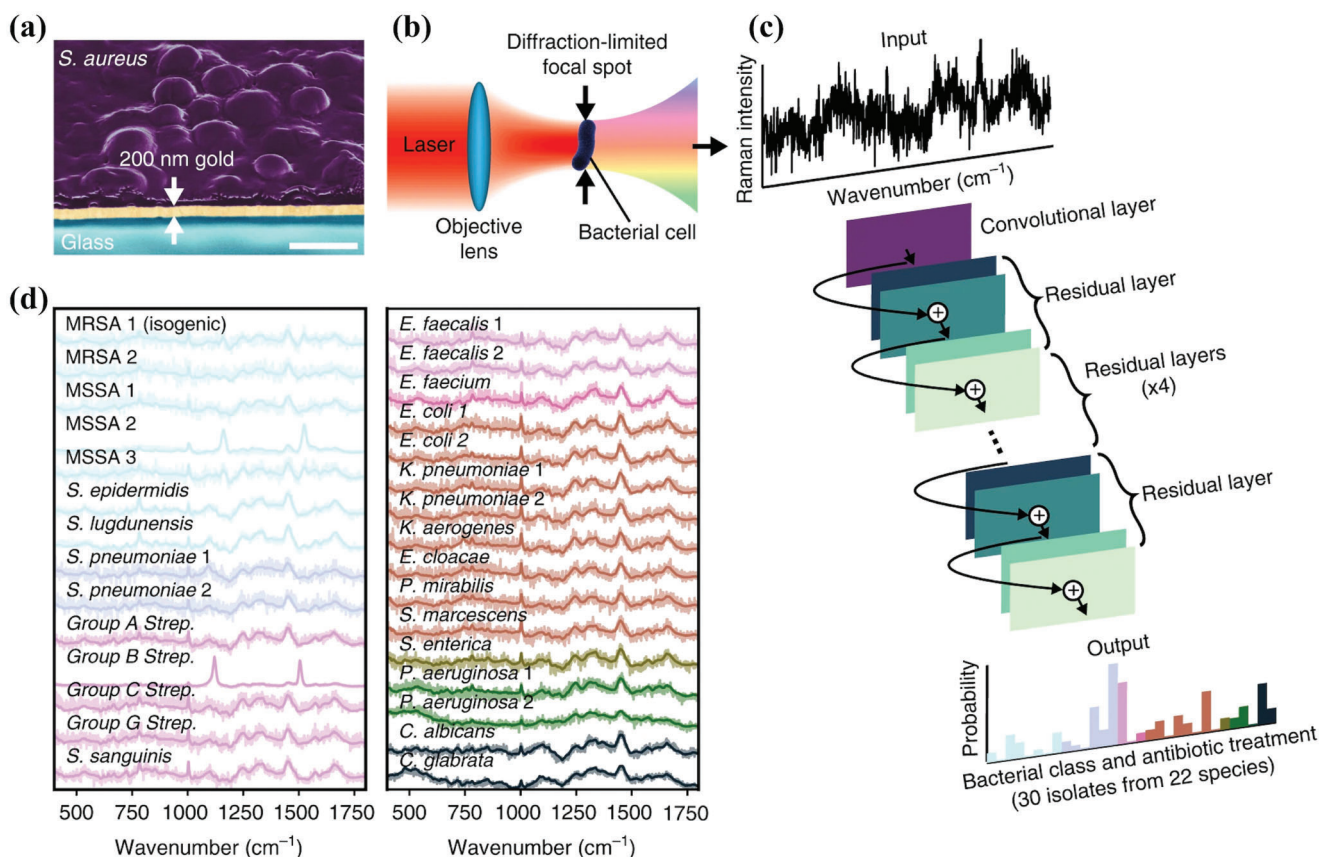 (a)
S. aureus
200 nm gold
Glass
(b)
Diffraction-limited
focal spot
Laser
Objective
lens
Bacterial cell
(c)
Input
Raman intensity
Wavenumber (cm⁻¹)
Convolutional layer
Residual layer
Residual layers
(x4)
Residual layer
Output
Probability
Bacterial class and antibiotic treatment
(30 isolates from 22 species)
(d)
MRSA 1 (isogenic)
MRSA 2
MSSA 1
MSSA 2
MSSA 3
S. epidermidis
S. lugdunensis
S. pneumoniae 1
S. pneumoniae 2
Group A Strep.
Group B Strep.
Group C Strep.
Group G Strep.
S. sanguinis
500 750 1000 1250 1500 1750
Wavenumber (cm⁻¹)
E. faecalis 1
E. faecalis 2
E. faecium
E. coli 1
E. coli 2
K. pneumoniae 1
K. pneumoniae 2
K. aerogenes
E. cloacae
P. mirabilis
S. marcescens
S. enterica
P. aeruginosa 1
P. aeruginosa 2
C. albicans
C. glabrata
500 750 1000 1250 1500 1750
Wavenumber (cm⁻¹)